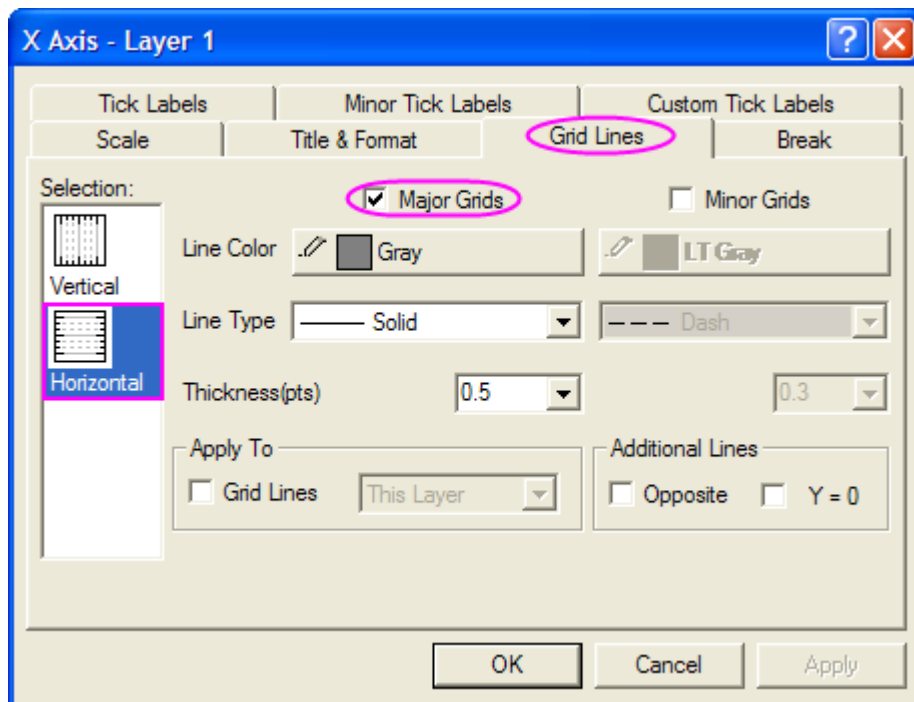 X Axis - Layer 1
?
Tick Labels Minor Tick Labels Custom Tick Labels
Scale Title & Format Grid Lines Break
Selection:
Vertical
Horizontal
Major Grids Minor Grids
Line Color Gray LT Gray
Line Type Solid Dash
Thickness(pts) 0.5 0.3
Apply To
Grid Lines This Layer
Additional Lines
Opposite Y = 0
OK Cancel Apply